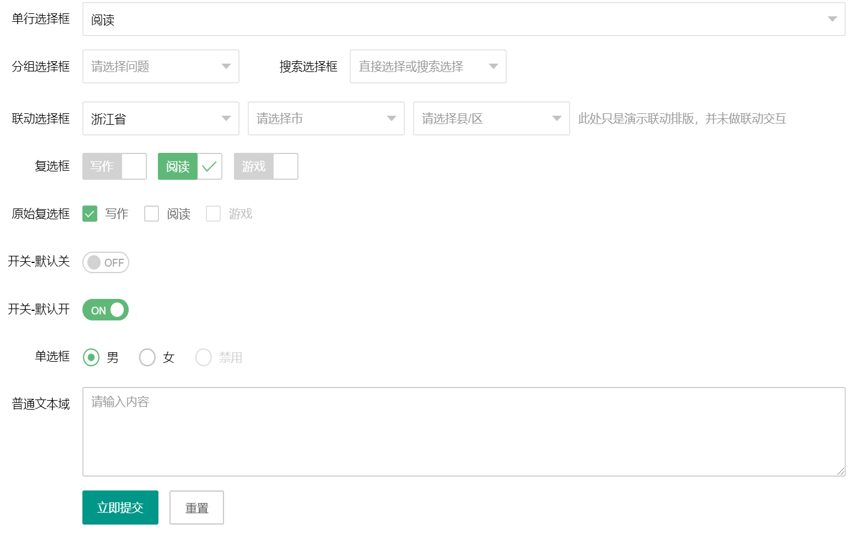 单行选择框 阅读
分组选择框 请选择问题 搜索选择框 直接选择或搜索选择
联动选择框 浙江省 请选择市 请选择县/区 此处只是演示联动排版，并未做联动交互
复选框 写作 阅读 游戏
原始复选框 写作 阅读 游戏
开关-默认关 OFF
开关-默认开 ON
单选框 男 女 禁用
普通文本域 请输入内容
立即提交 重置